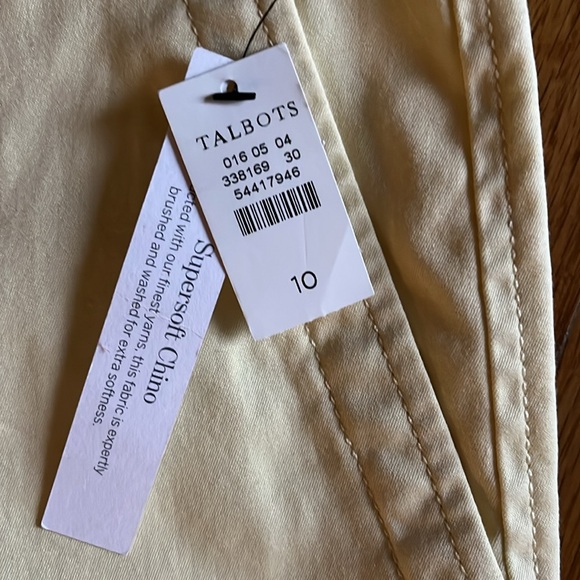 TALBOTS
016 05 04
338169 30
54417946
10
Supersoft Chino
with our finest yarns, this fabric is expertly
brushed and washed for extra softness.